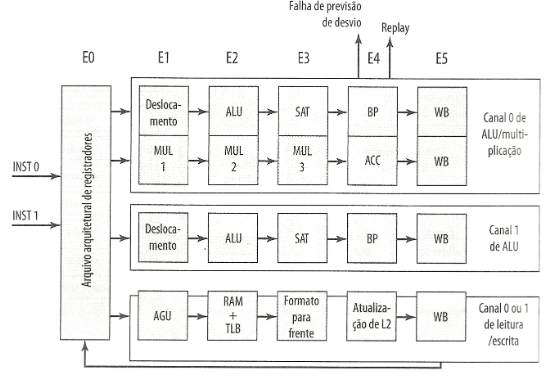 Falha de previsão
de desvio
Replay
E0
E1
E2
E3
E4
E5
Arquivo arquitetural de registradores
INST 0
INST 1
Desloca-
mento
ALU
SAT
BP
WB
MUL
1
MUL
2
MUL
3
ACC
WB
Canal 0 de
ALU/multi-
plicação
Desloca-
mento
ALU
SAT
BP
WB
Canal 1
de ALU
AGU
RAM
+
TLB
Formato
para
frente
Atualiza-
ção de L2
WB
Canal 0 ou 1
de leitura
/escrita